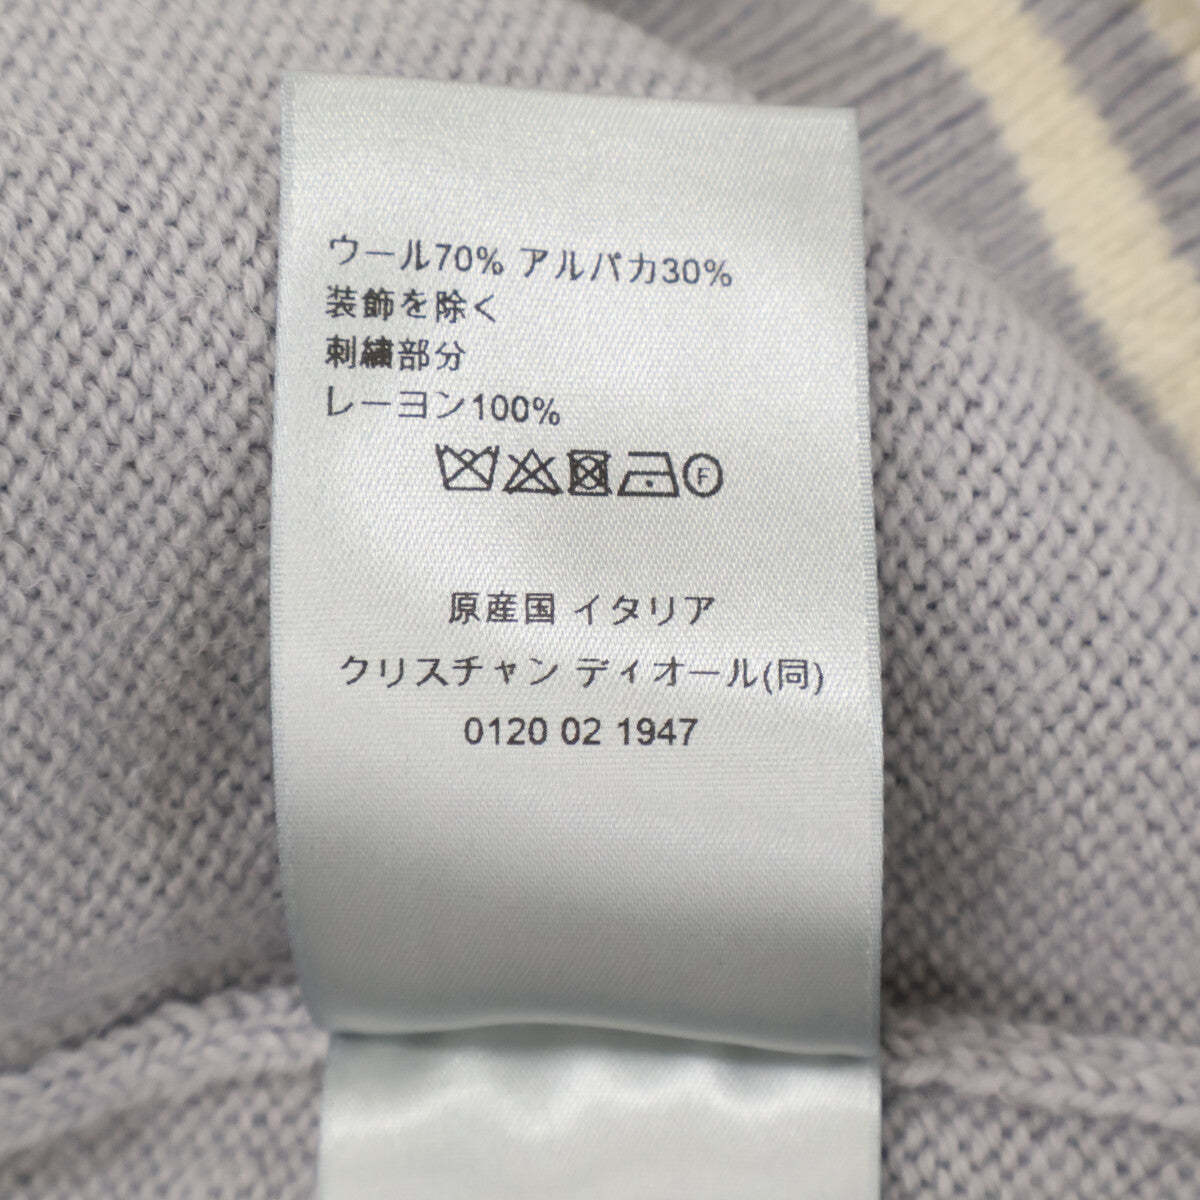 ウール70% アルパカ30%
装飾を除く
刺繍部分
レーヨン100%
F
原産国 イタリア
クリスチャン ディオール(同)
0120 02 1947